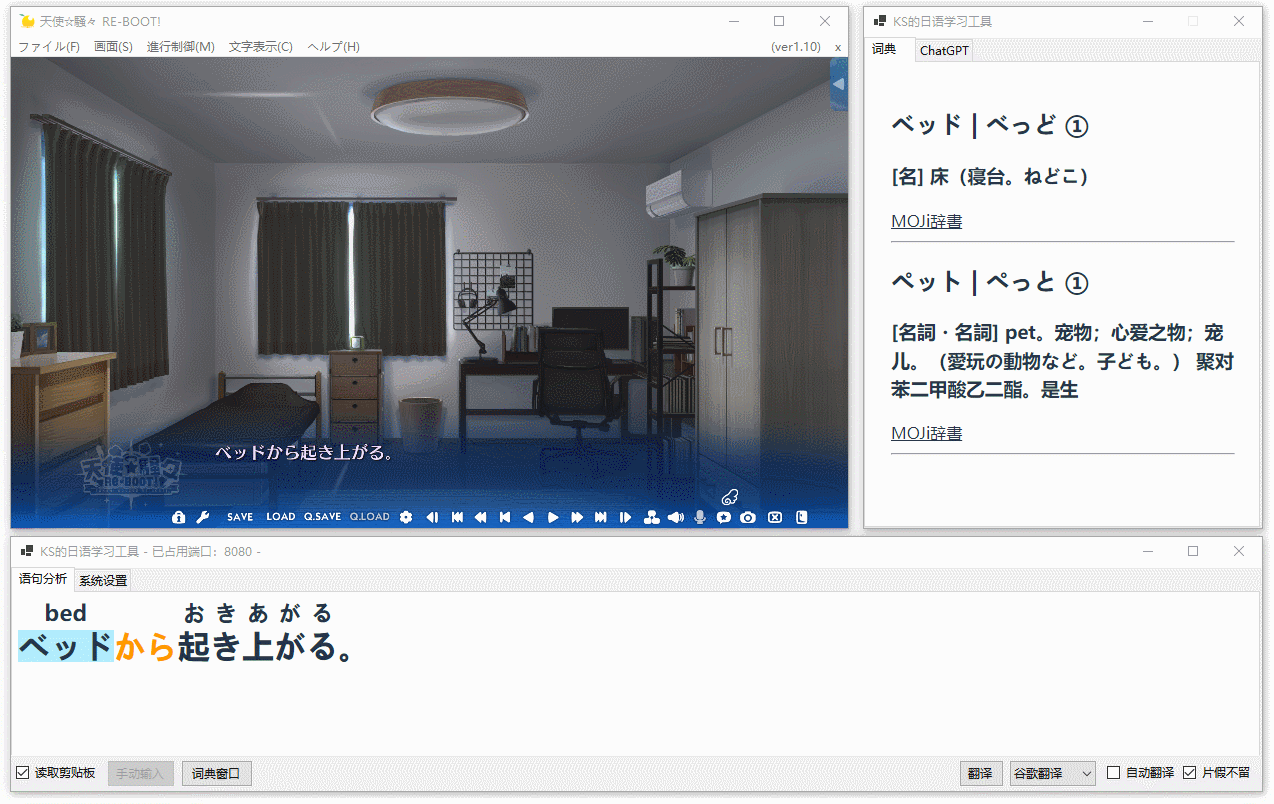 天使☆騒々 RE-BOOT!
ファイル(F) 画面(S) 進行制御(M) 文字表示(C) ヘルプ(H) (ver1.10) x
天使☆騒々
RE-BOOT!
ベッドから起き上がる。
SAVE LOAD Q.SAVE Q.LOAD
KS的日语学习工具
词典 ChatGPT
ベッド | べっど ①
[名] 床（寝台。ねどこ）
MOJi辞書
ペット | ぺっと ①
[名詞・名詞] pet。宠物；心爱之物；宠
儿。（愛玩の動物など。子ども。） 聚对
苯二甲酸乙二酯。是生
MOJi辞書
KS的日语学习工具 - 已占用端口：8080 -
语句分析 系统设置
bed おきあがる
ベッドから起き上がる。
读取剪贴板 手动输入 词典窗口 翻译 谷歌翻译 自动翻译 片假不留